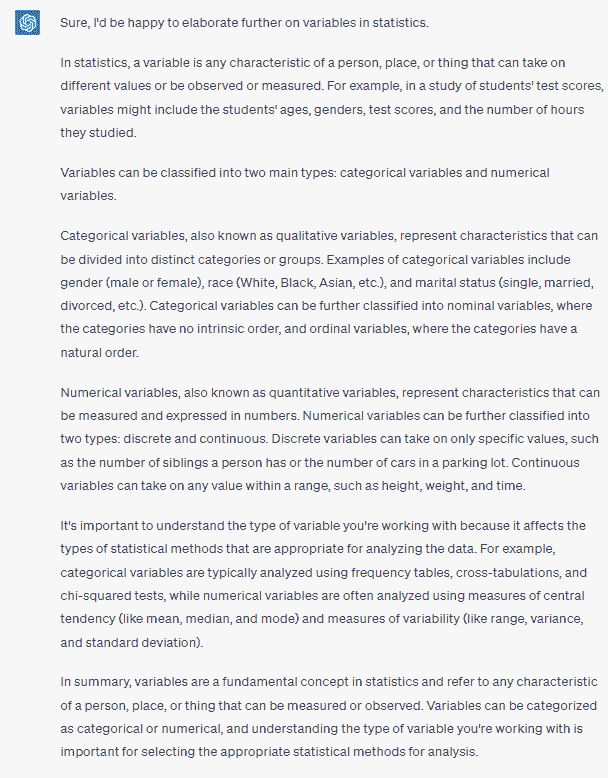 Sure, I'd be happy to elaborate further on variables in statistics.
In statistics, a variable is any characteristic of a person, place, or thing that can take on
different values or be observed or measured. For example, in a study of students' test scores,
variables might include the students' ages, genders, test scores, and the number of hours
they studied.
Variables can be classified into two main types: categorical variables and numerical
variables.
Categorical variables, also known as qualitative variables, represent characteristics that can
be divided into distinct categories or groups. Examples of categorical variables include
gender (male or female), race (White, Black, Asian, etc.), and marital status (single, married,
divorced, etc.). Categorical variables can be further classified into nominal variables, where
the categories have no intrinsic order, and ordinal variables, where the categories have a
natural order.
Numerical variables, also known as quantitative variables, represent characteristics that can
be measured and expressed in numbers. Numerical variables can be further classified into
two types: discrete and continuous. Discrete variables can take on only specific values, such
as the number of siblings a person has or the number of cars in a parking lot. Continuous
variables can take on any value within a range, such as height, weight, and time.
It's important to understand the type of variable you're working with because it affects the
types of statistical methods that are appropriate for analyzing the data. For example,
categorical variables are typically analyzed using frequency tables, cross-tabulations, and
chi-squared tests, while numerical variables are often analyzed using measures of central
tendency (like mean, median, and mode) and measures of variability (like range, variance,
and standard deviation).
In summary, variables are a fundamental concept in statistics and refer to any characteristic
of a person, place, or thing that can be measured or observed. Variables can be categorized
as categorical or numerical, and understanding the type of variable you're working with is
important for selecting the appropriate statistical methods for analysis.